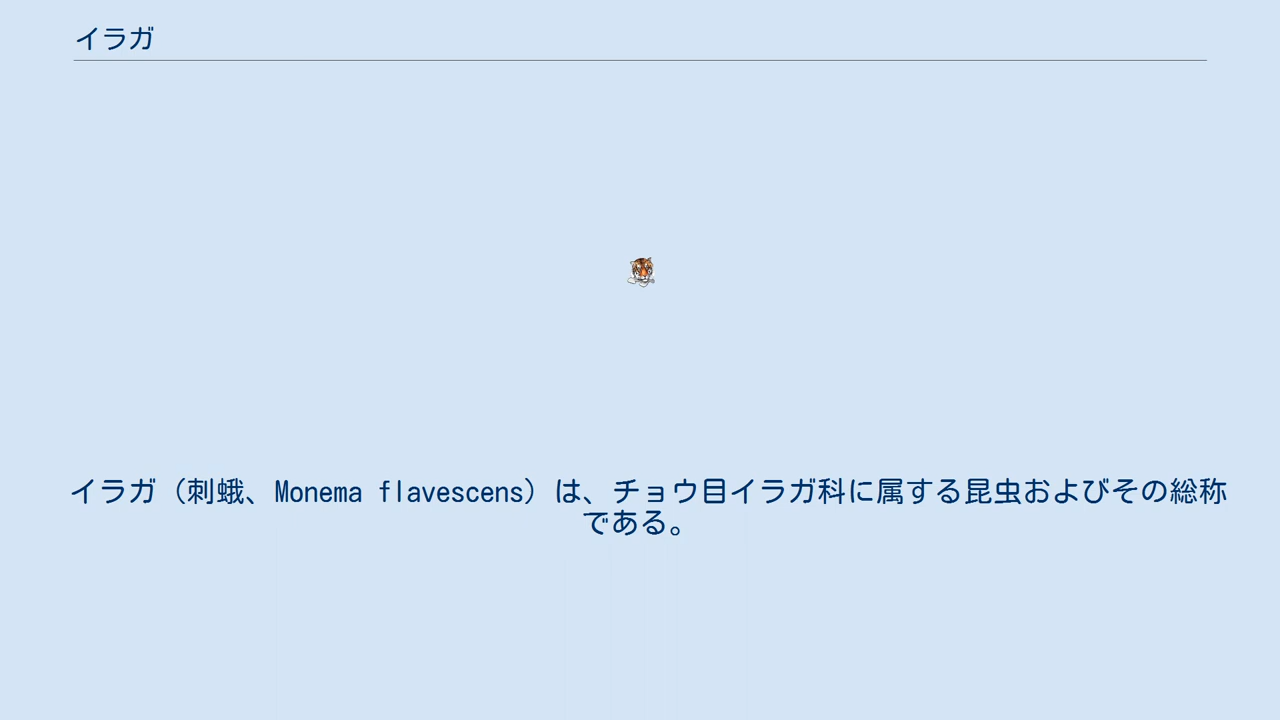 イラガ
イラガ（刺蛾、Monema flavescens）は、チョウ目イラガ科に属する昆虫およびその総称
である。